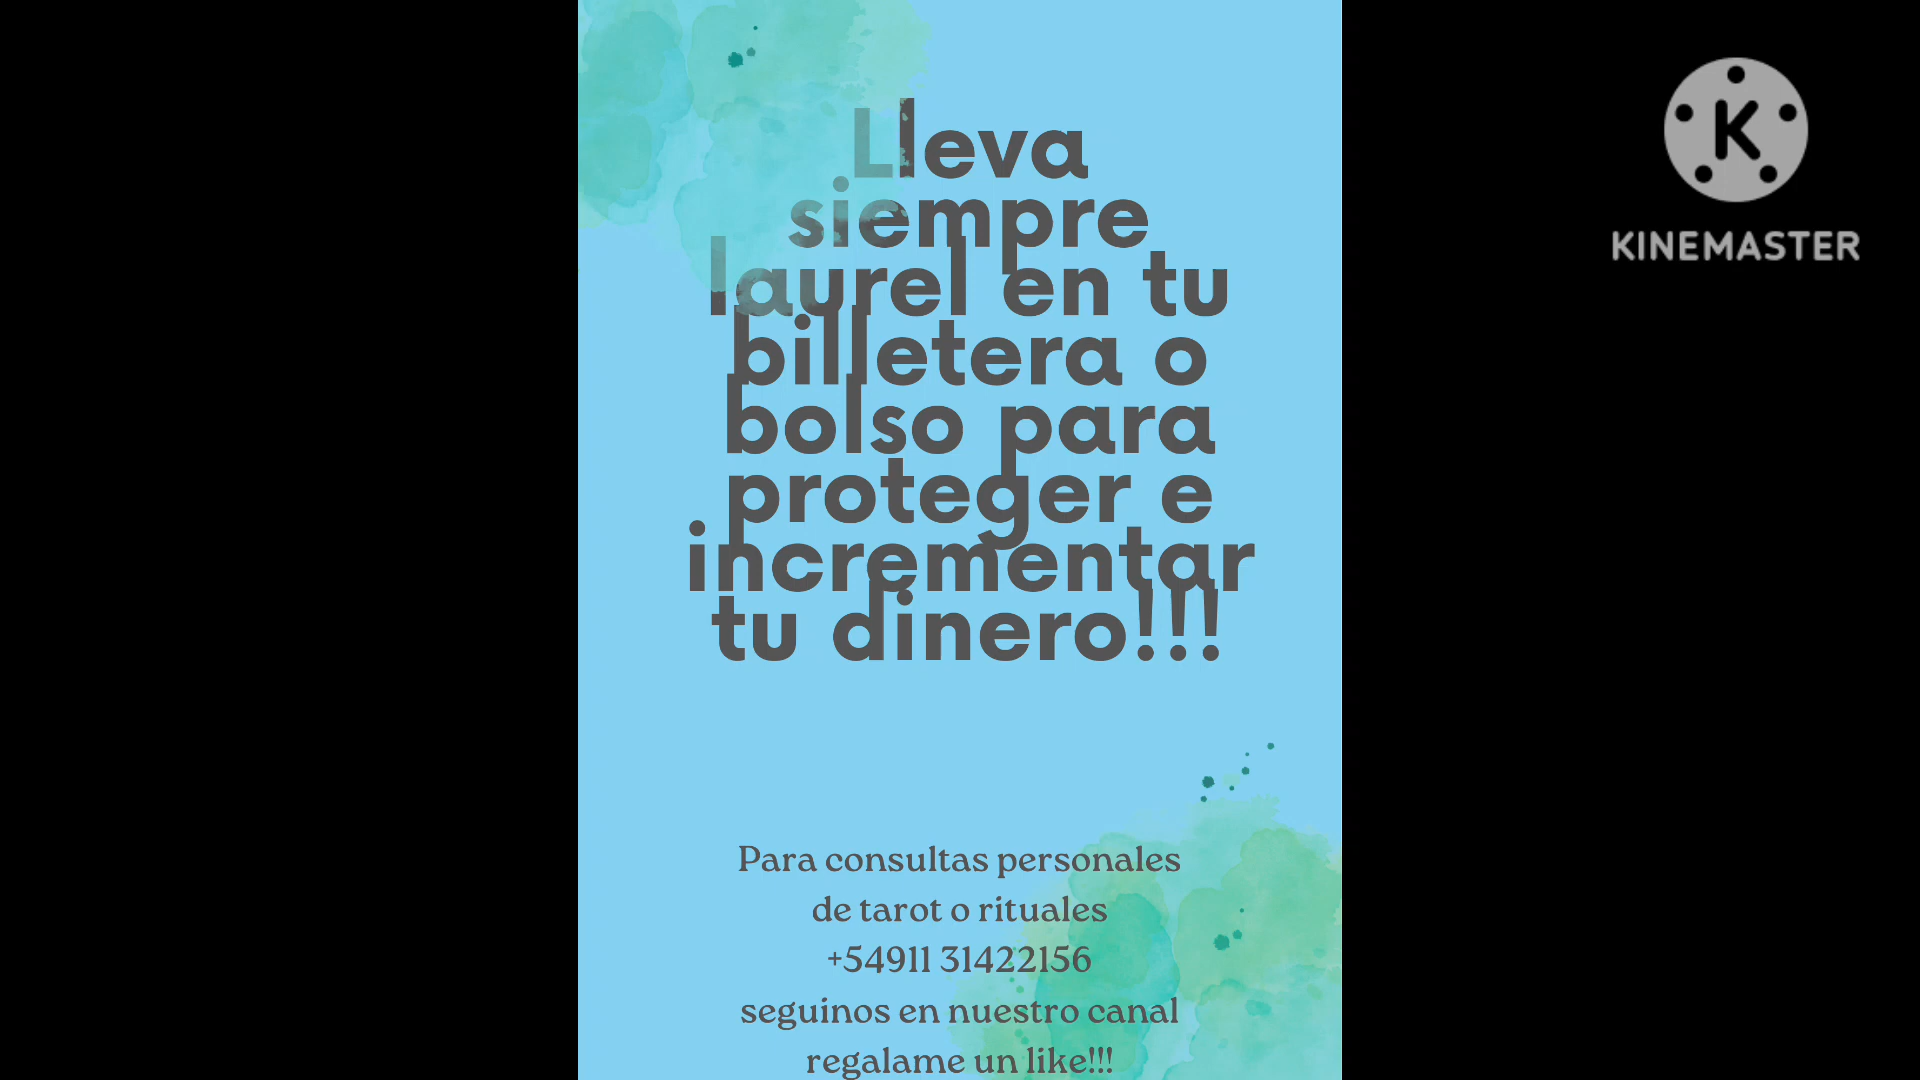 Lleva
siempre
laurel en tu
billetera o
bolso para
proteger e
incrementar
tu dinero!!!
Para consultas personales
de tarot o rituales
+54911 31422156
seguinos en nuestro canal
regalame un like!!!
K
KINEMASTER